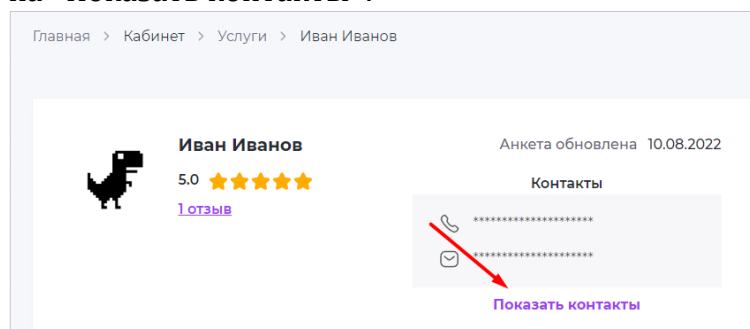 Главная > Кабинет > Услуги > Иван Иванов
Иван Иванов
5.0
1 отзыв
Анкета обновлена 10.08.2022
Контакты
*********************
*********************
Показать контакты